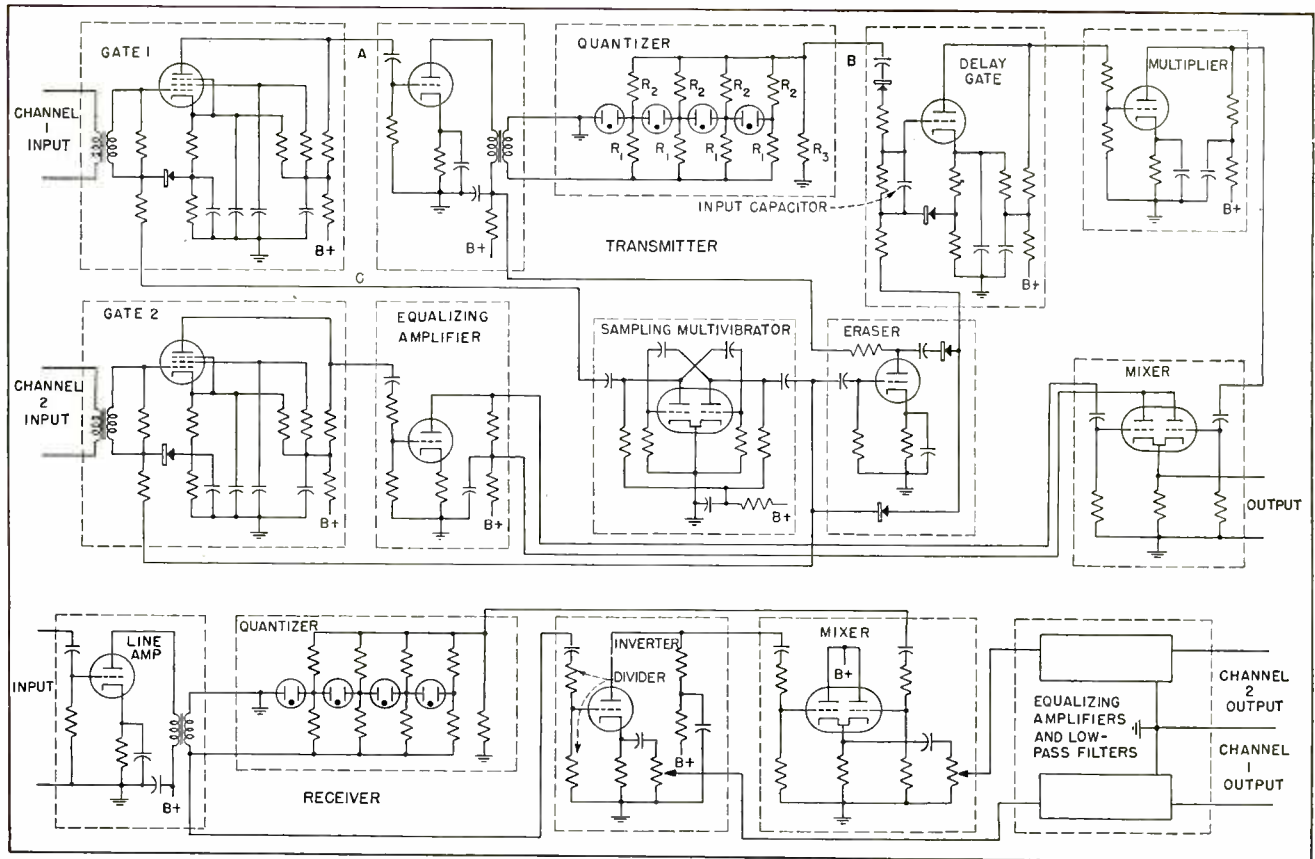 GATE 1
CHANNEL
1
INPUT
A
QUANTIZER
R2
R2
R2
R2
R1
R1
R1
R1
R3
B
DELAY
GATE
MULTIPLIER
INPUT CAPACITOR
B+
B+
B+
B+
TRANSMITTER
C
GATE 2
CHANNEL
2
INPUT
EQUALIZING
AMPLIFIER
SAMPLING MULTIVIBRATOR
ERASER
MIXER
B+
B+
B+
OUTPUT
LINE
AMP
INPUT
QUANTIZER
B+
RECEIVER
INVERTER
DIVIDER
B+
MIXER
B+
EQUALIZING
AMPLIFIERS
AND LOW-
PASS FILTERS
CHANNEL
2
OUTPUT
CHANNEL
1
OUTPUT